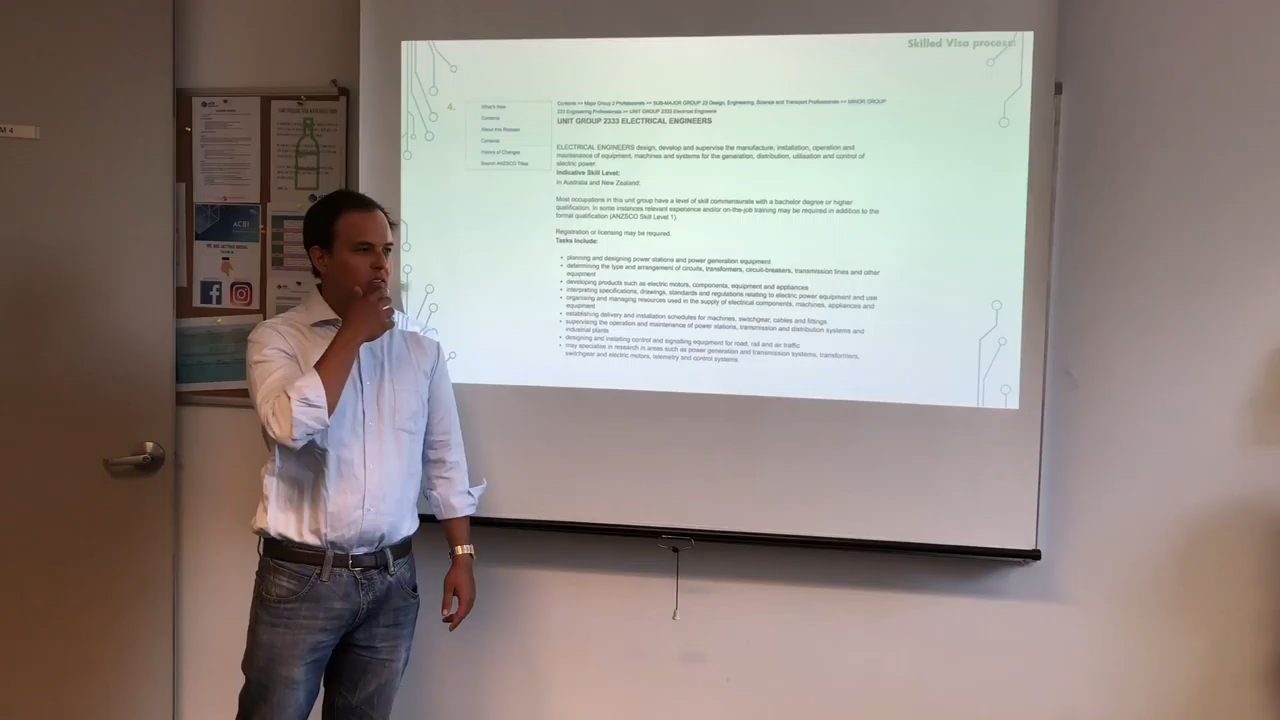 Skilled Visa process:
4.
What's New
Contents
About this Release
Contents
History of Changes
Search ANZSCO Titles
Contents >> Major Group 2 Professionals >> SUB-MAJOR GROUP 23 Design, Engineering, Science and Transport Professionals >> MINOR GROUP
233 Engineering Professionals >> UNIT GROUP 2333 Electrical Engineers
UNIT GROUP 2333 ELECTRICAL ENGINEERS
ELECTRICAL ENGINEERS design, develop and supervise the manufacture, installation, operation and
maintenance of equipment, machines and systems for the generation, distribution, utilisation and control of
electric power.
Indicative Skill Level:
In Australia and New Zealand:
Most occupations in this unit group have a level of skill commensurate with a bachelor degree or higher
qualification. In some instances relevant experience and/or on-the-job training may be required in addition to the
formal qualification (ANZSCO Skill Level 1).
Registration or licensing may be required.
Tasks Include:
• planning and designing power stations and power generation equipment
• determining the type and arrangement of circuits, transformers, circuit-breakers, transmission lines and other
equipment
• developing products such as electric motors, components, equipment and appliances
• interpreting specifications, drawings, standards and regulations relating to electric power equipment and use
• organising and managing resources used in the supply of electrical components, machines, appliances and
equipment
• establishing delivery and installation schedules for machines, switchgear, cables and fittings
• supervising the operation and maintenance of power stations, transmission and distribution systems and
industrial plants
• designing and installing control and signalling equipment for road, rail and air traffic
• may specialise in research in areas such as power generation and transmission systems, transformers,
switchgear and electric motors, telemetry and control systems
M 4
ACBI